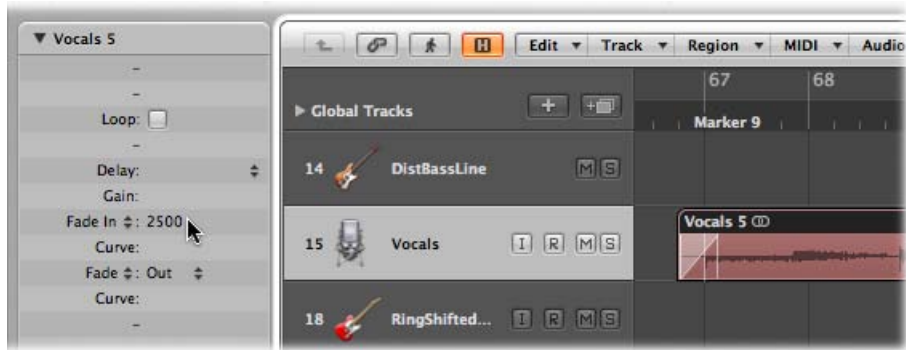 Vocals 5
-
-
Loop:
-
Delay:
Gain:
Fade In : 2500
Curve:
Fade : Out
Curve:
-
H Edit Track Region MIDI Audio
67 68
Global Tracks + +
Marker 9
14 DistBassLine M S
Vocals 5
15 Vocals I R M S
18 RingShifted... I R M S